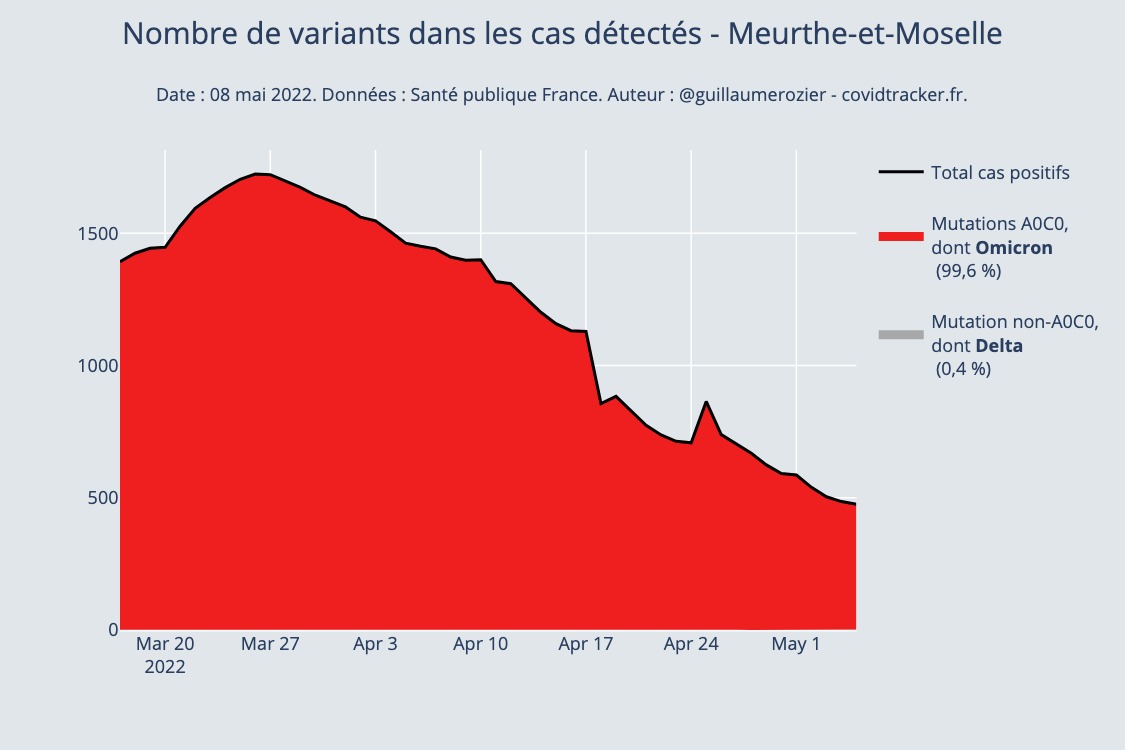 Nombre de variants dans les cas détectés - Meurthe-et-Moselle
Date : 08 mai 2022. Données : Santé publique France. Auteur : @guillaumerozier - covidtracker.fr.
Total cas positifs
Mutations A0C0,
dont Omicron
(99,6 %)
Mutation non-A0C0,
dont Delta
(0,4 %)
1500
1000
500
0
Mar 20
2022
Mar 27
Apr 3
Apr 10
Apr 17
Apr 24
May 1